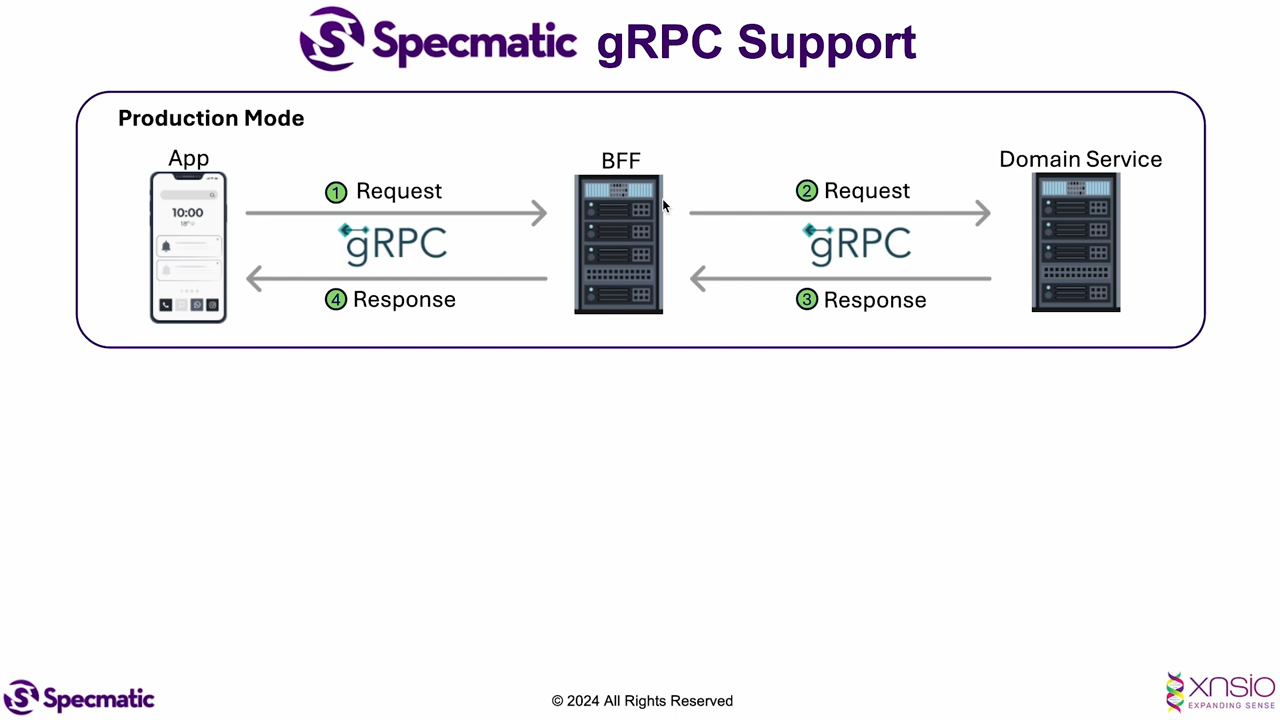 Specmatic gRPC Support
Production Mode
App
BFF
Domain Service
1 Request
2 Request
10:00
gRPC
gRPC
4 Response
3 Response
Specmatic
© 2024 All Rights Reserved
xnsio
EXPANDING SENSE